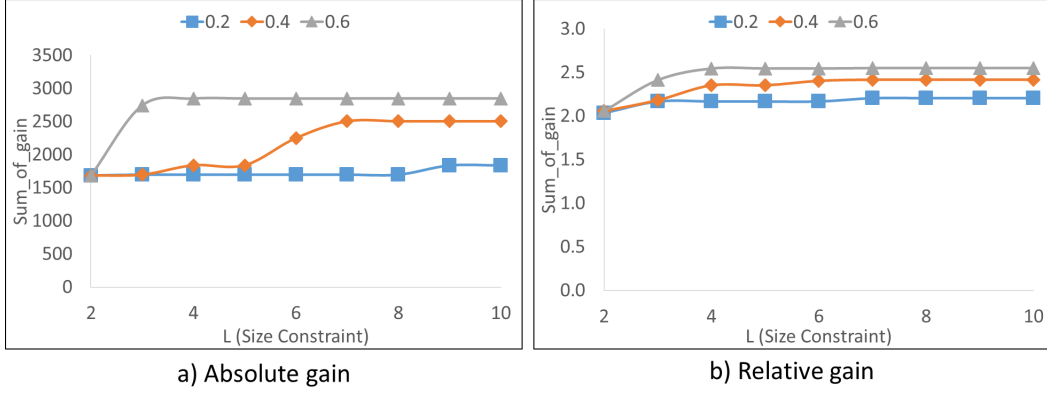 0.2 0.4 0.6
3500
3000
2500
2000
1500
1000
500
0
Sum_of_gain
2 4 6 8 10
L (Size Constraint)
a) Absolute gain
0.2 0.4 0.6
3.0
2.5
2.0
1.5
1.0
0.5
0.0
Sum_of_gain
2 4 6 8 10
L (Size Constraint)
b) Relative gain